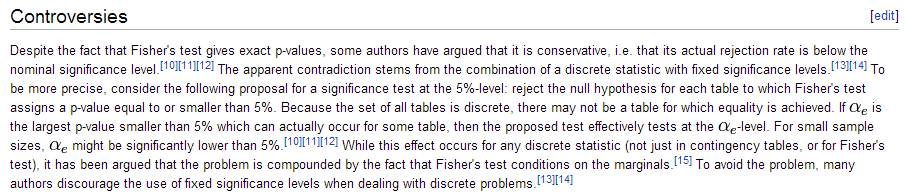 Controversies [edit]
Despite the fact that Fisher's test gives exact p-values, some authors have argued that it is conservative, i.e. that its actual rejection rate is below the
nominal significance level.[10][11][12] The apparent contradiction stems from the combination of a discrete statistic with fixed significance levels.[13][14] To
be more precise, consider the following proposal for a significance test at the 5%-level: reject the null hypothesis for each table to which Fisher's test
assigns a p-value equal to or smaller than 5%. Because the set of all tables is discrete, there may not be a table for which equality is achieved. If αe is
the largest p-value smaller than 5% which can actually occur for some table, then the proposed test effectively tests at the αe-level. For small sample
sizes, αe might be significantly lower than 5%.[10][11][12] While this effect occurs for any discrete statistic (not just in contingency tables, or for Fisher's
test), it has been argued that the problem is compounded by the fact that Fisher's test conditions on the marginals.[15] To avoid the problem, many
authors discourage the use of fixed significance levels when dealing with discrete problems.[13][14]